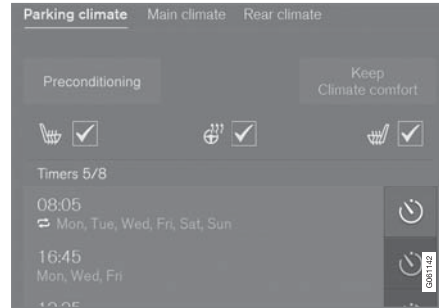 Parking climate Main climate Rear climate
Preconditioning
Keep
Climate comfort
Timers 5/8
08:05
Mon, Tue, Wed, Fri, Sat, Sun
16:45
Mon, Wed, Fri
G061142